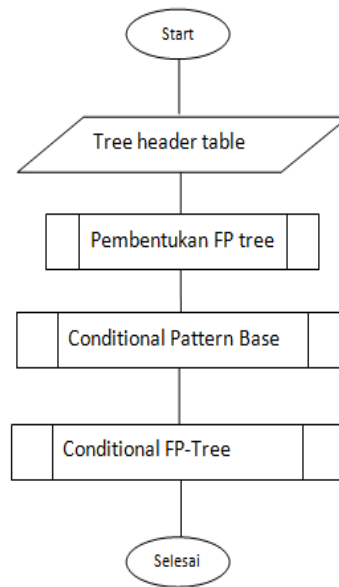 Start
Tree header table
Pembentukan FP tree
Conditional Pattern Base
Conditional FP-Tree
Selesai